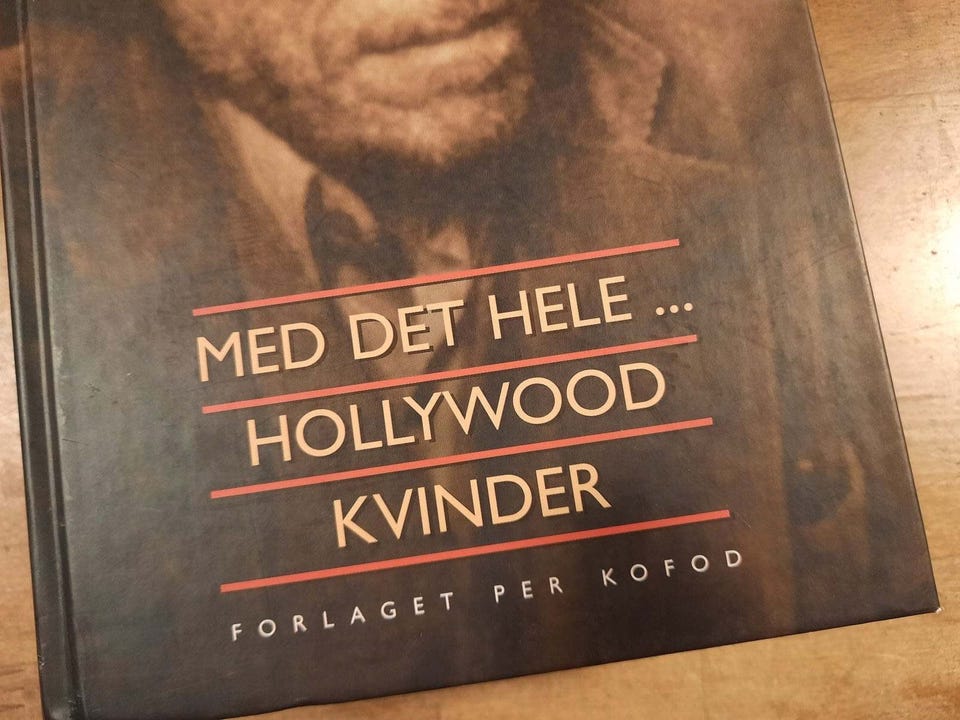 MED DET HELE ...
HOLLYWOOD
KVINDER
FORLAGET PER KOFOD